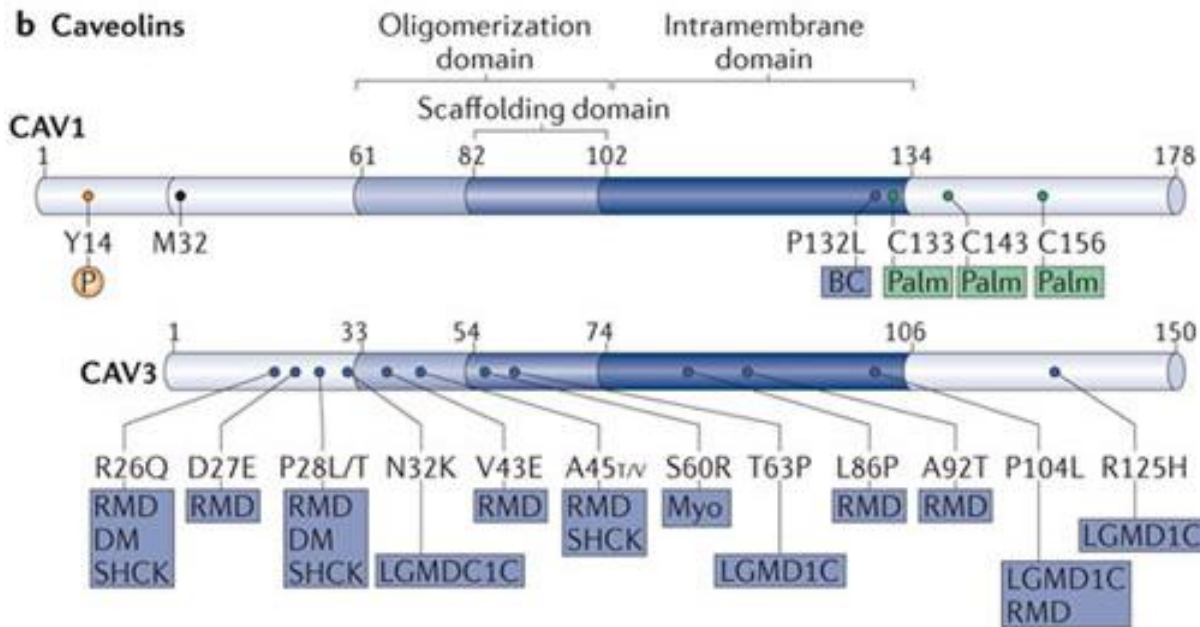 b Caveolins
Oligomerization domain
Intramembrane domain
Scaffolding domain
CAV1
1 61 82 102 134 178
Y14 M32 P132L C133 C143 C156
P BC Palm Palm Palm
1 33 54 74 106 150
CAV3
R26Q D27E P28L/T N32K V43E A45T/V S60R T63P L86P A92T P104L R125H
RMD RMD RMD RMD RMD Myo RMD RMD
DM DM SHCK LGMD1C
SHCK SHCK LGMDC1C LGMD1C LGMD1C
RMD